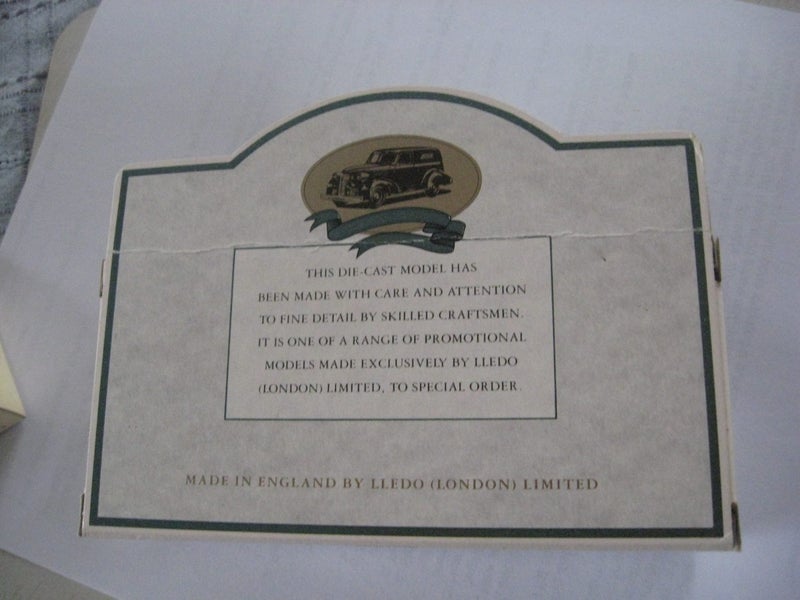 THIS DIE-CAST MODEL HAS
BEEN MADE WITH CARE AND ATTENTION
TO FINE DETAIL BY SKILLED CRAFTSMEN.
IT IS ONE OF A RANGE OF PROMOTIONAL
MODELS MADE EXCLUSIVELY BY LLEDO
(LONDON) LIMITED, TO SPECIAL ORDER.
MADE IN ENGLAND BY LLEDO (LONDON) LIMITED